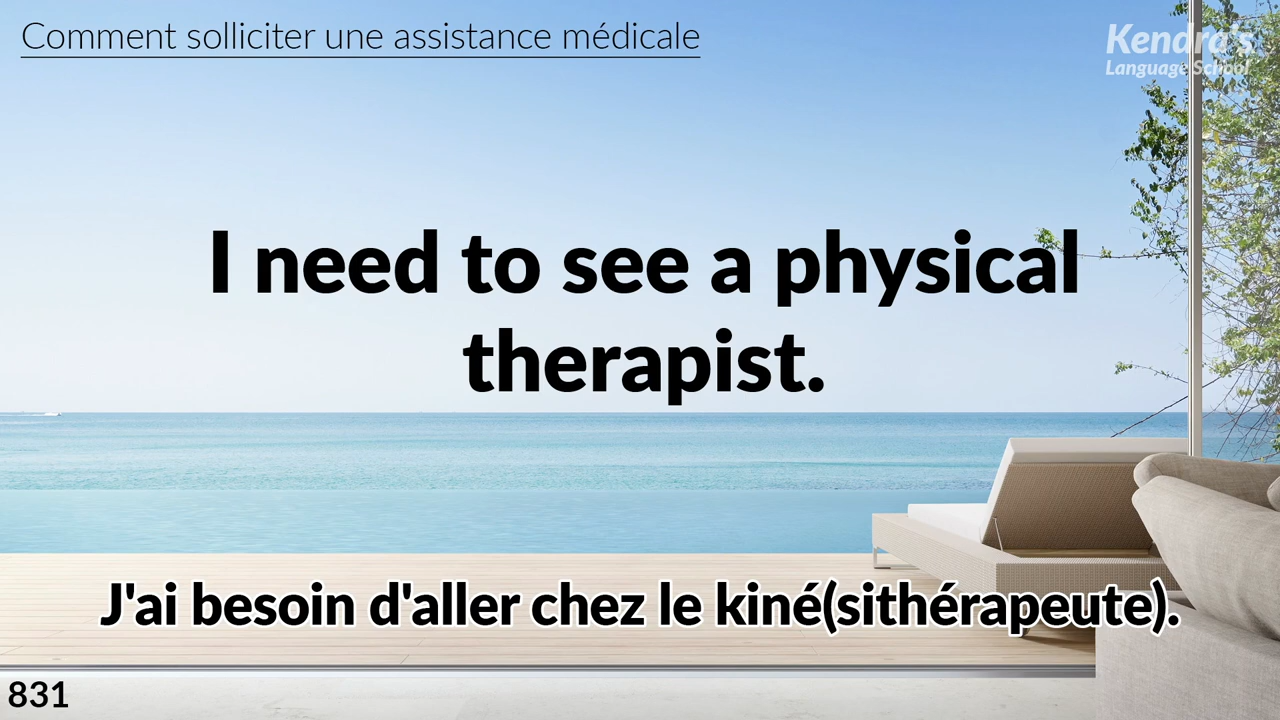 Comment solliciter une assistance médicale
Kendra's
Language School
I need to see a physical
therapist.
J'ai besoin d'aller chez le kiné(sithérapeute).
831